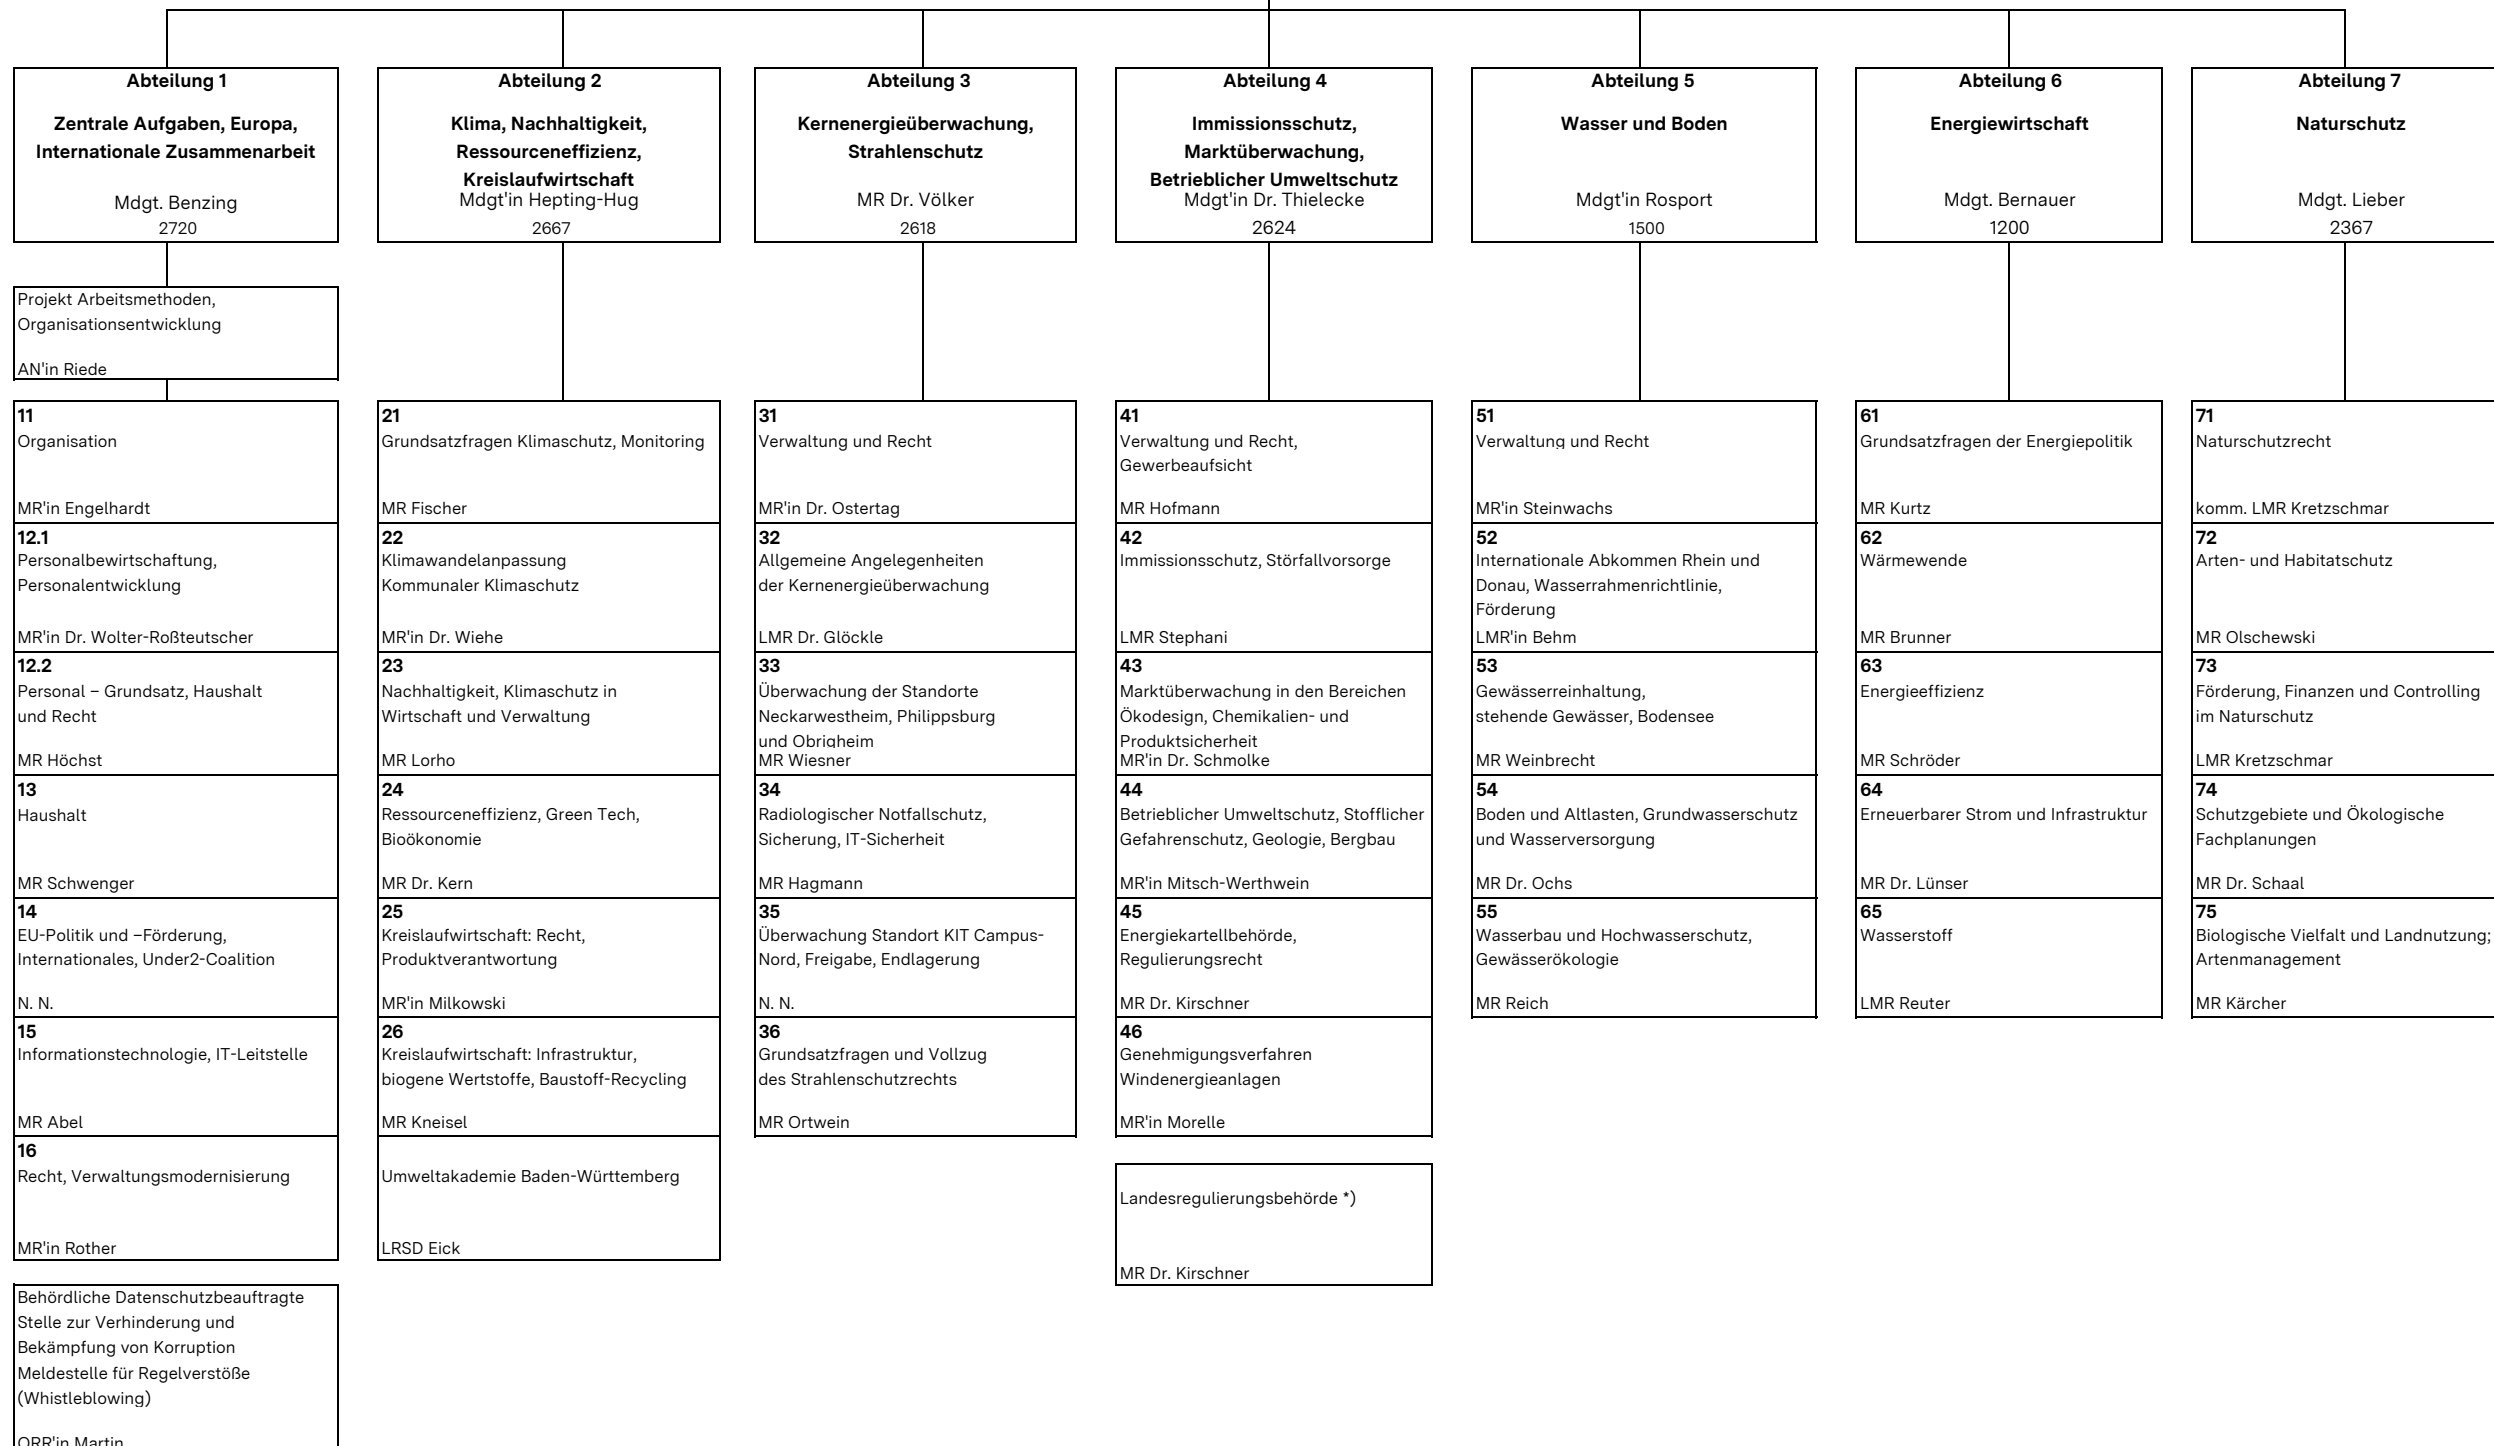 Abteilung 1
Zentrale Aufgaben, Europa,
Internationale Zusammenarbeit
Mdgt. Benzing
2720
Projekt Arbeitsmethoden,
Organisationsentwicklung
AN'in Riede
11
Organisation
MR'in Engelhardt
12.1
Personalbewirtschaftung,
Personalentwicklung
MR'in Dr. Wolter-Roßteutscher
12.2
Personal – Grundsatz, Haushalt
und Recht
MR Höchst
13
Haushalt
MR Schwenger
14
EU-Politik und –Förderung,
Internationales, Under2-Coalition
N. N.
15
Informationstechnologie, IT-Leitstelle
MR Abel
16
Recht, Verwaltungsmodernisierung
MR'in Rother
Behördliche Datenschutzbeauftragte
Stelle zur Verhinderung und
Bekämpfung von Korruption
Meldestelle für Regelverstöße
(Whistleblowing)
ORR'in Martin
Abteilung 2
Klima, Nachhaltigkeit,
Ressourceneffizienz,
Kreislaufwirtschaft
Mdgt'in Hepting-Hug
2667
21
Grundsatzfragen Klimaschutz, Monitoring
MR Fischer
22
Klimawandelanpassung
Kommunaler Klimaschutz
MR'in Dr. Wiehe
23
Nachhaltigkeit, Klimaschutz in
Wirtschaft und Verwaltung
MR Lorho
24
Ressourceneffizienz, Green Tech,
Bioökonomie
MR Dr. Kern
25
Kreislaufwirtschaft: Recht,
Produktverantwortung
MR'in Milkowski
26
Kreislaufwirtschaft: Infrastruktur,
biogene Wertstoffe, Baustoff-Recycling
MR Kneisel
Umweltakademie Baden-Württemberg
LRSD Eick
Abteilung 3
Kernenergieüberwachung,
Strahlenschutz
MR Dr. Völker
2618
31
Verwaltung und Recht
MR'in Dr. Ostertag
32
Allgemeine Angelegenheiten
der Kernenergieüberwachung
LMR Dr. Glöckle
33
Überwachung der Standorte
Neckarwestheim, Philippsburg
und Obrigheim
MR Wiesner
34
Radiologischer Notfallschutz,
Sicherung, IT-Sicherheit
MR Hagmann
35
Überwachung Standort KIT Campus-
Nord, Freigabe, Endlagerung
N. N.
36
Grundsatzfragen und Vollzug
des Strahlenschutzrechts
MR Ortwein
Abteilung 4
Immissionsschutz,
Marktüberwachung,
Betrieblicher Umweltschutz
Mdgt'in Dr. Thielecke
2624
41
Verwaltung und Recht,
Gewerbeaufsicht
MR Hofmann
42
Immissionsschutz, Störfallvorsorge
LMR Stephani
43
Marktüberwachung in den Bereichen
Ökodesign, Chemikalien- und
Produktsicherheit
MR'in Dr. Schmolke
44
Betrieblicher Umweltschutz, Stofflicher
Gefahrenschutz, Geologie, Bergbau
MR'in Mitsch-Werthwein
45
Energiekartellbehörde,
Regulierungsrecht
MR Dr. Kirschner
46
Genehmigungsverfahren
Windenergieanlagen
MR'in Morelle
Landesregulierungsbehörde *)
MR Dr. Kirschner
Abteilung 5
Wasser und Boden
Mdgt'in Rosport
1500
51
Verwaltung und Recht
MR'in Steinwachs
52
Internationale Abkommen Rhein und
Donau, Wasserrahmenrichtlinie,
Förderung
LMR'in Behm
53
Gewässerreinhaltung,
stehende Gewässer, Bodensee
MR Weinbrecht
54
Boden und Altlasten, Grundwasserschutz
und Wasserversorgung
MR Dr. Ochs
55
Wasserbau und Hochwasserschutz,
Gewässerökologie
MR Reich
Abteilung 6
Energiewirtschaft
Mdgt. Bernauer
1200
61
Grundsatzfragen der Energiepolitik
MR Kurtz
62
Wärmewende
MR Brunner
63
Energieeffizienz
MR Schröder
64
Erneuerbarer Strom und Infrastruktur
MR Dr. Lünser
65
Wasserstoff
LMR Reuter
Abteilung 7
Naturschutz
Mdgt. Lieber
2367
71
Naturschutzrecht
komm. LMR Kretzschmar
72
Arten- und Habitatschutz
MR Olschewski
73
Förderung, Finanzen und Controlling
im Naturschutz
LMR Kretzschmar
74
Schutzgebiete und Ökologische
Fachplanungen
MR Dr. Schaal
75
Biologische Vielfalt und Landnutzung;
Artenmanagement
MR Kärcher